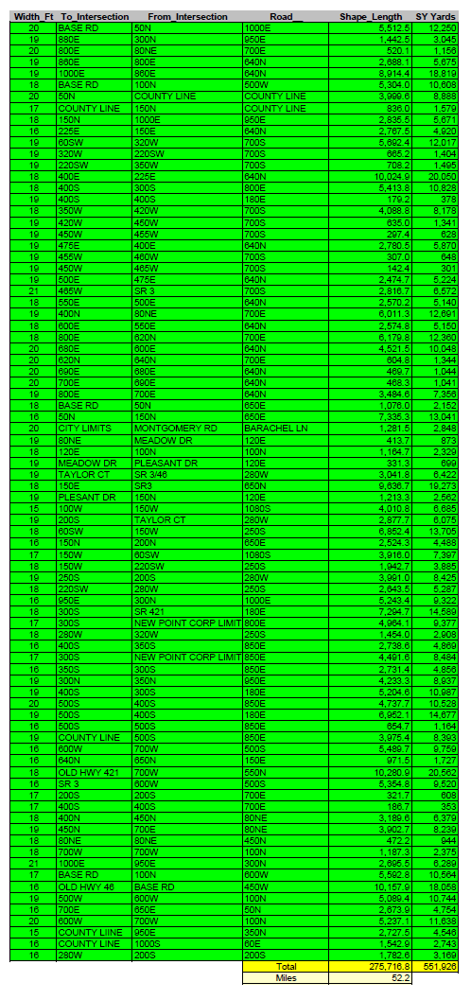 Width_Ft To_Intersection From_Intersection Road__ Shape_Length SY Yards
20 BASE RD 50N 1000E 5,512.5 12,250
19 880E 300N 950E 1,442.5 3,045
20 800E 80NE 700E 520.1 1,156
19 860E 800E 640N 2,688.1 5,675
19 1000E 860E 640N 8,914.4 18,819
18 BASE RD 100N 500W 5,304.0 10,608
20 50N COUNTY LINE COUNTY LINE 3,999.6 8,888
17 COUNTY LINE 150N COUNTY LINE 836.0 1,579
18 150N 1000E 950E 2,835.5 5,671
16 225E 150E 640N 2,767.5 4,920
19 60SW 320W 700S 5,692.4 12,017
19 320W 220SW 700S 665.2 1,404
19 220SW 350W 700S 708.2 1,495
18 400E 225E 640N 10,024.9 20,050
18 400S 300S 800E 5,413.8 10,828
19 400S 400S 180E 179.2 378
18 350W 420W 700S 4,088.8 8,178
19 420W 450W 700S 635.0 1,341
19 450W 455W 700S 297.4 628
19 475E 400E 640N 2,780.5 5,870
19 455W 460W 700S 307.0 648
19 450W 465W 700S 142.4 301
19 500E 475E 640N 2,474.7 5,224
21 465W SR 3 700S 2,816.7 6,572
18 550E 500E 640N 2,570.2 5,140
19 400N 80NE 700E 6,011.3 12,691
18 600E 550E 640N 2,574.8 5,150
18 800E 620N 700E 6,179.8 12,360
20 680E 600E 640N 4,521.5 10,048
20 620N 640N 700E 604.8 1,344
20 690E 680E 640N 469.7 1,044
20 700E 690E 640N 468.3 1,041
19 800E 700E 640N 3,484.6 7,356
18 BASE RD 50N 650E 1,076.0 2,152
16 50N 150N 650E 7,335.3 13,041
20 CITY LIMITS MONTGOMERY RD BARACHEL LN 1,281.5 2,848
19 80NE MEADOW DR 120E 413.7 873
18 120E 100N 100N 1,164.7 2,329
19 MEADOW DR PLEASANT DR 120E 331.3 699
19 TAYLOR CT SR 3/46 280W 3,041.8 6,422
18 150E SR3 650N 9,636.7 19,273
19 PLESANT DR 150N 120E 1,213.3 2,562
15 100W 150W 1080S 4,010.8 6,685
19 200S TAYLOR CT 280W 2,877.7 6,075
18 60SW 150W 250S 6,852.4 13,705
16 150N 200N 650E 2,524.3 4,488
17 150W 60SW 1080S 3,916.0 7,397
18 150W 220SW 250S 1,942.7 3,885
19 250S 200S 280W 3,991.0 8,425
18 220SW 280W 250S 2,643.5 5,287
16 950E 300N 1000E 5,243.4 9,322
18 300S SR 421 180E 7,294.7 14,589
17 300S NEW POINT CORP LIMIT 800E 4,964.1 9,377
18 280W 320W 250S 1,454.0 2,908
16 400S 350S 850E 2,738.6 4,869
17 300S NEW POINT CORP LIMIT 850E 4,491.6 8,484
16 350S 300S 850E 2,731.4 4,856
19 300N 350N 950E 4,233.3 8,937
19 400S 300S 180E 5,204.6 10,987
20 500S 400S 850E 4,737.7 10,528
19 500S 400S 180E 6,952.1 14,677
16 500S 500S 850E 654.7 1,164
19 COUNTY LINE 500S 850E 3,975.4 8,393
16 600W 700W 500S 5,489.7 9,759
16 640N 650N 150E 971.5 1,727
18 OLD HWY 421 700W 550N 10,280.9 20,562
16 SR 3 600W 500S 5,354.8 9,520
17 200S 200S 700E 321.7 608
17 400S 400S 700E 186.7 353
18 400N 450N 80NE 3,189.6 6,379
19 450N 700E 80NE 3,902.7 8,239
18 80NE 80NE 450N 472.2 944
18 700W 700W 100N 1,187.3 2,375
21 1000E 950E 300N 2,695.5 6,289
17 BASE RD 100N 600W 5,592.8 10,564
16 OLD HWY 46 BASE RD 450W 10,157.9 18,058
19 500W 600W 100N 5,089.4 10,744
16 700E 650E 50N 2,673.9 4,754
20 600W 700W 100N 5,237.1 11,638
15 COUNTY LIINE 950E 350N 2,727.5 4,546
16 COUNTY LINE 1000S 60E 1,542.9 2,743
16 280W 200S 200S 1,782.6 3,169
Total 275,716.8 551,926
Miles 52.2